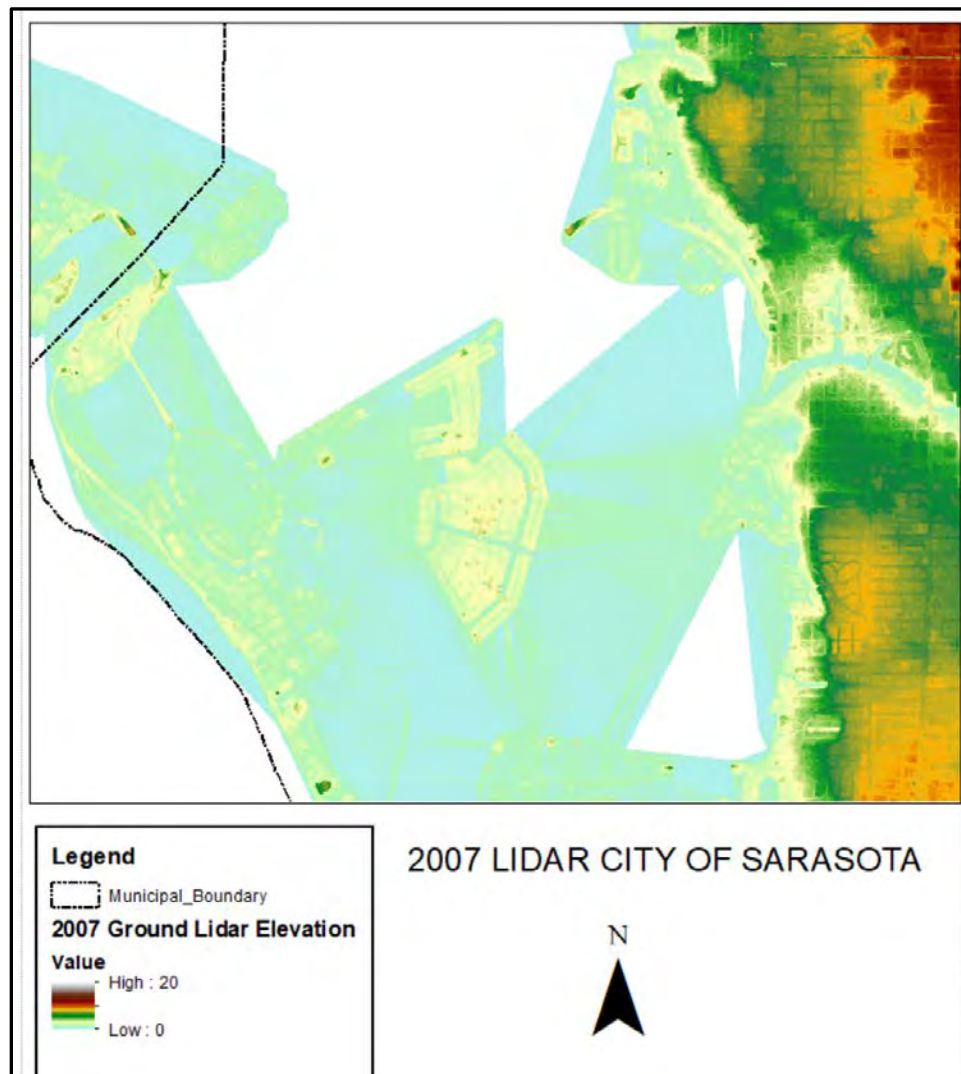 2007 LIDAR CITY OF SARASOTA
N
Legend
Municipal_Boundary
2007 Ground Lidar Elevation
Value
High : 20
Low : 0